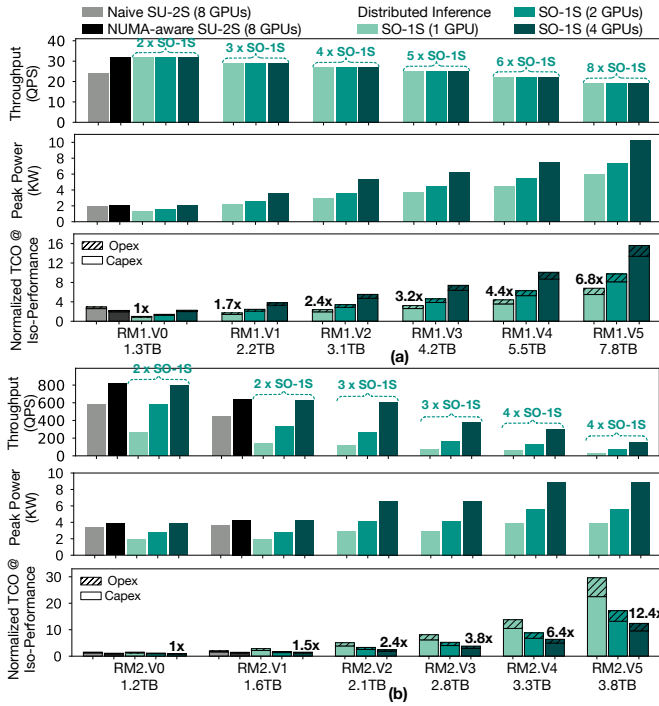 Naive SU-2S (8 GPUs)
NUMA-aware SU-2S (8 GPUs)
Distributed Inference
SO-1S (1 GPU)
SO-1S (2 GPUs)
SO-1S (4 GPUs)
Throughput
(QPS)
40
30
20
10
0
2 x SO-1S
3 x SO-1S
4 x SO-1S
5x SO-1S
6 x SO-1S
8x SO-1S
Peak Power
(KW)
10
8
6
4
2
0
Normalized TCO @
Iso-Performance
16
12
8
4
0
Opex
Capex
1x
1.7x
2.4x
3.2x
4.4x
6.8x
RM1.V0
RM1.V1
RM1.V2
RM1.V3
RM1.V4
RM1.V5
1.3TB
2.2TB
3.1TB
4.2TB
5.5TB
7.8TB
(a)
Throughput
(QPS)
800
600
400
200
0
2 x SO-1S
2 x SO-1S
3 x SO-1S
3 x SO-1S
4 x SO-1S
4 x SO-1S
Peak Power
(KW)
10
8
6
4
2
0
Normalized TCO @
Iso-Performance
30
20
10
0
Opex
Capex
1x
1.5x
2.4x
3.8x
6.4x
12.4x
RM2.V0
RM2.V1
RM2.V2
RM2.V3
RM2.V4
RM2.V5
1.2TB
1.6TB
2.1TB
2.8TB
3.3TB
3.8TB
(b)